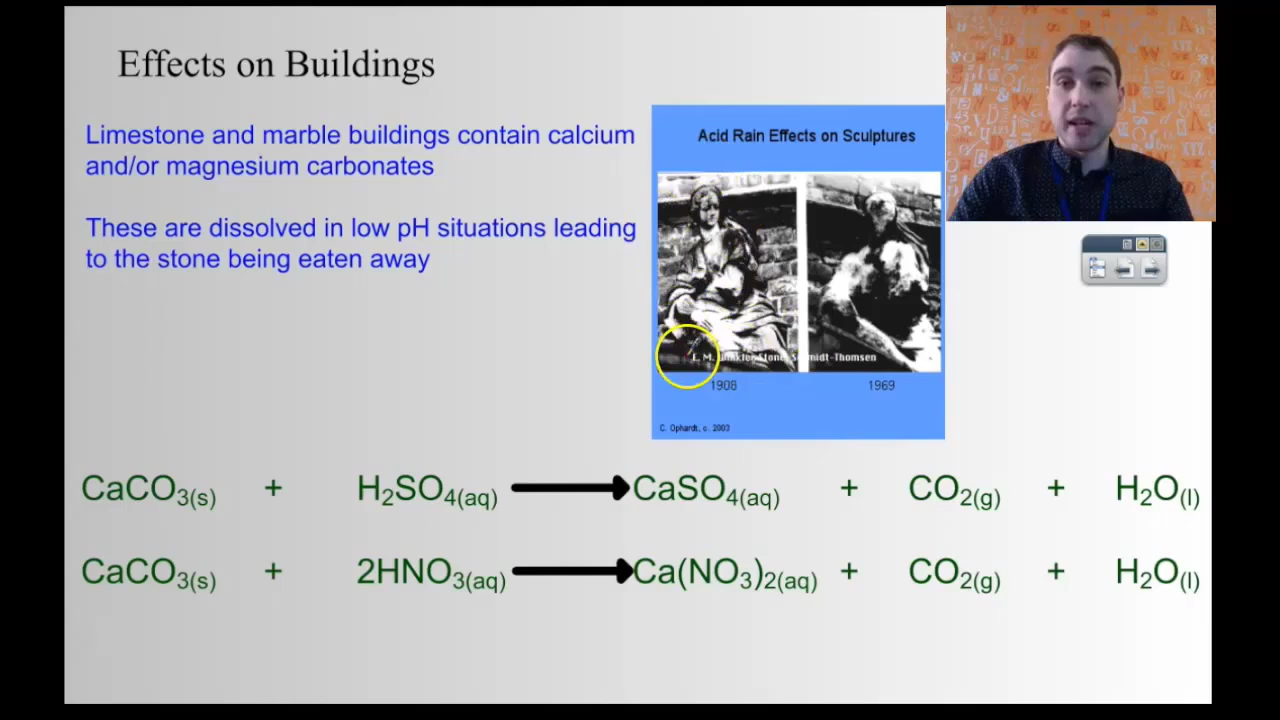 Effects on Buildings
Limestone and marble buildings contain calcium
and/or magnesium carbonates
These are dissolved in low pH situations leading
to the stone being eaten away
Acid Rain Effects on Sculptures
1908 1969
C. Ophardt, c. 2003
CaCO₃(s) + H₂SO₄(aq) CaSO₄(aq) + CO₂(g) + H₂O(l)
CaCO₃(s) + 2HNO₃(aq) Ca(NO₃)₂(aq) + CO₂(g) + H₂O(l)